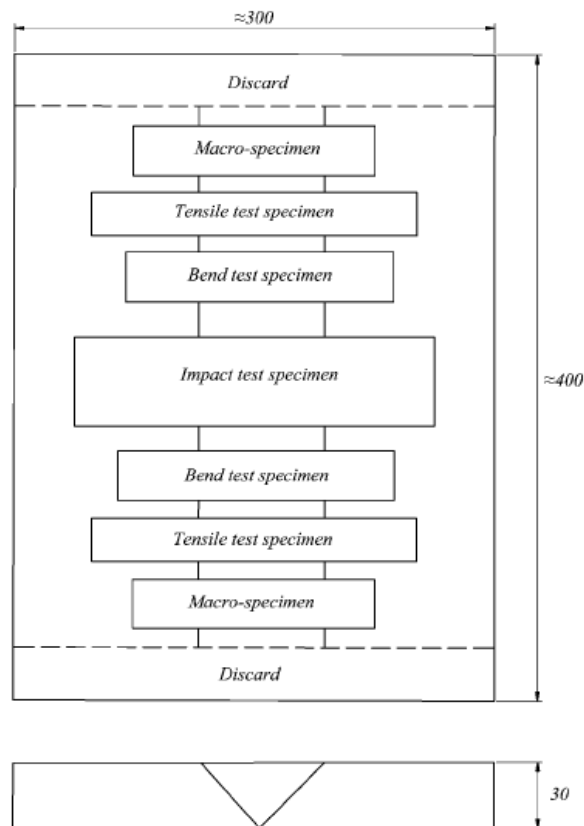 ≈300
Discard
Macro-specimen
Tensile test specimen
Bend test specimen
Impact test specimen
≈400
Bend test specimen
Tensile test specimen
Macro-specimen
Discard
30